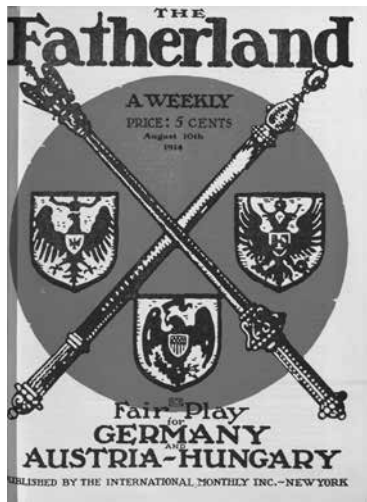 THE
Fatherland
A WEEKLY
PRICE: 5 CENTS
August 10th
1914
Fair Play
for
GERMANY
AND
AUSTRIA-HUNGARY
PUBLISHED BY THE INTERNATIONAL MONTHLY INC.-NEW YORK